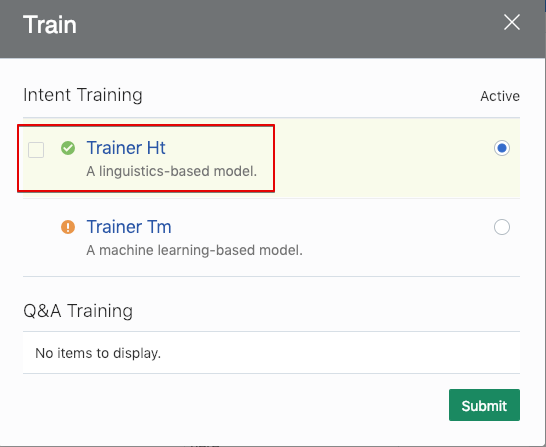 Train
Intent Training
Active
Trainer Ht
A linguistics-based model.
Trainer Tm
A machine learning-based model.
Q&A Training
No items to display.
Submit